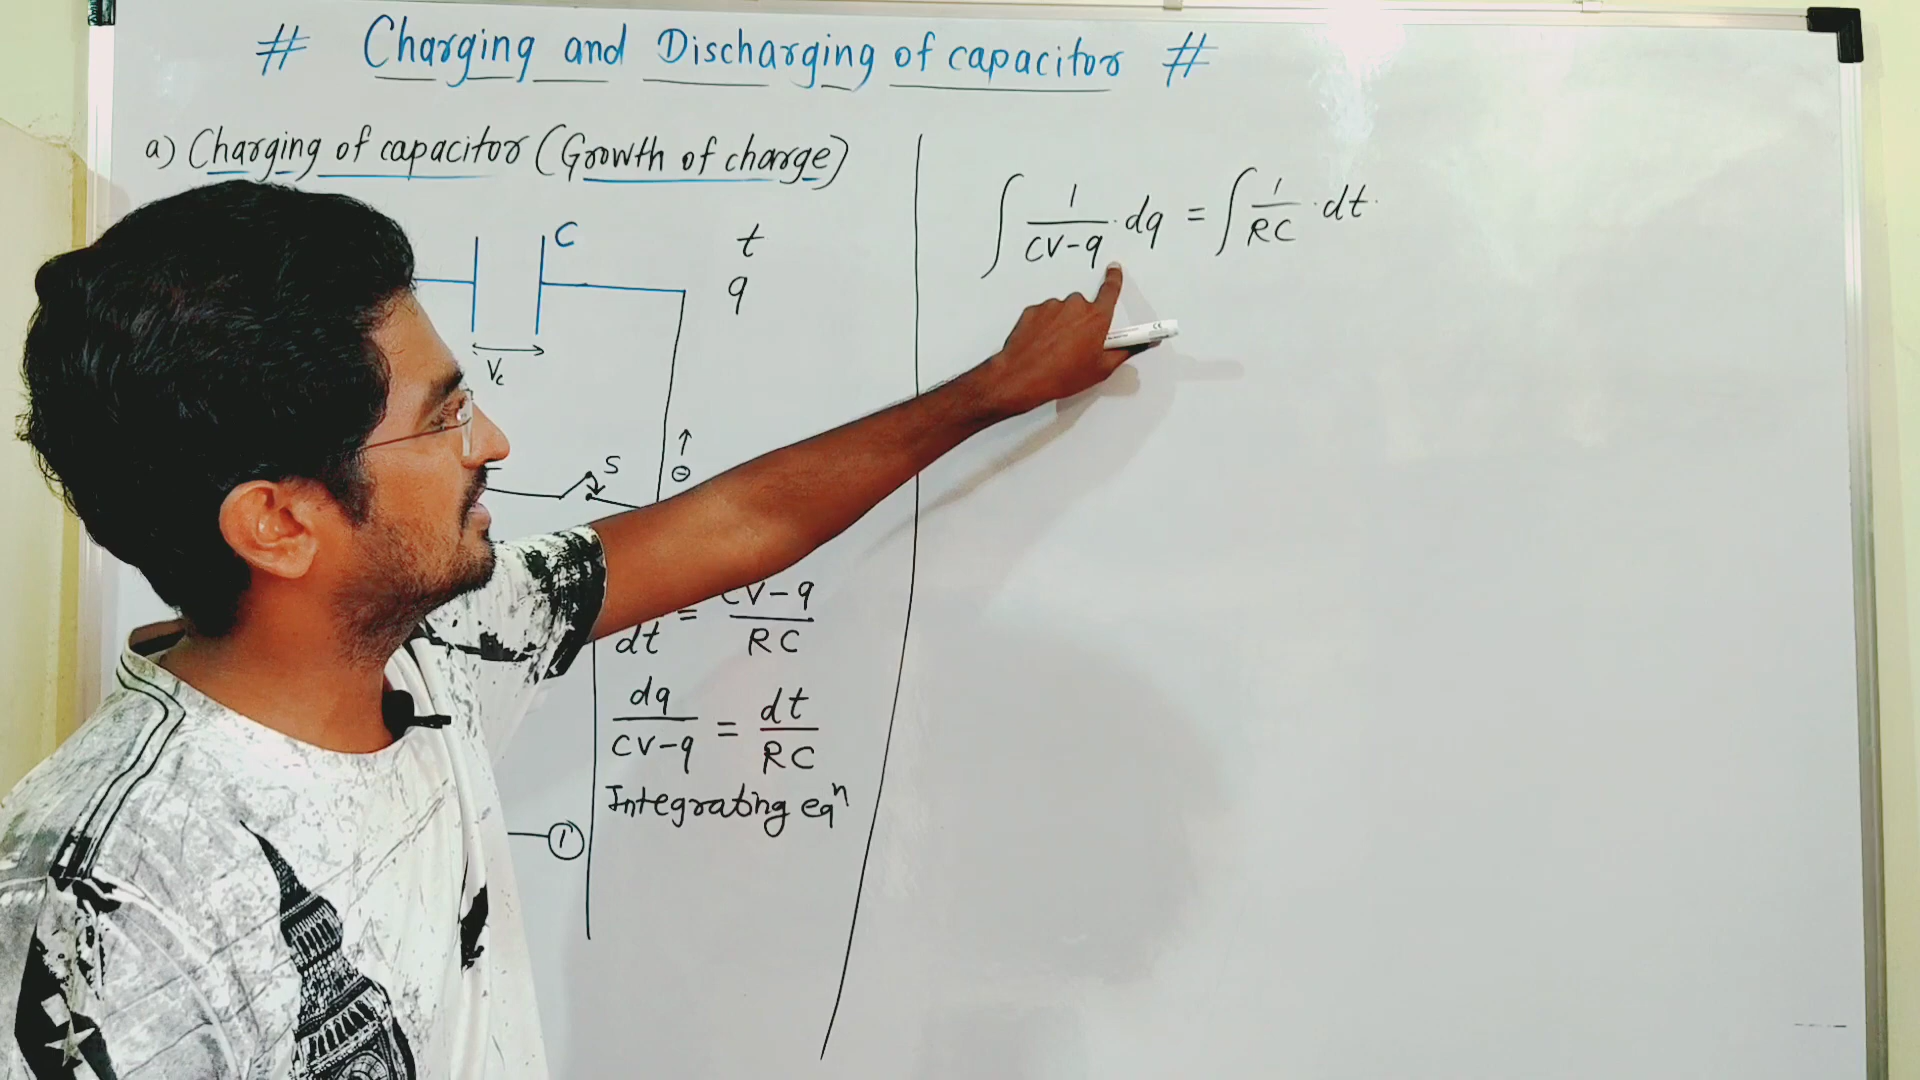 # Charging and Discharging of capacitor #
a) Charging of capacitor (Growth of charge)
C
t
q
Vc
S
⊖
dt = CV-q / RC
dq / CV-q = dt / RC
Integrating eqⁿ
1
∫ 1 / CV-q · dq = ∫ 1 / RC · dt